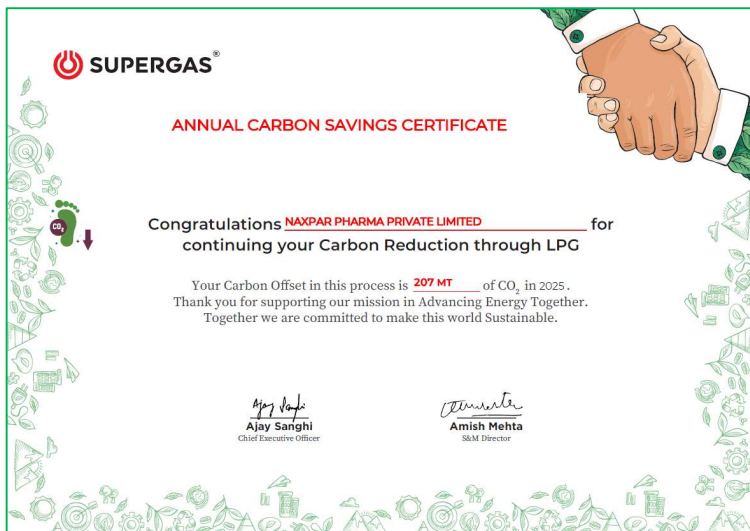 SUPERGAS®
ANNUAL CARBON SAVINGS CERTIFICATE
CO₂
Congratulations NAXPAR PHARMA PRIVATE LIMITED for
continuing your Carbon Reduction through LPG
Your Carbon Offset in this process is 207 MT of CO₂ in 2025.
Thank you for supporting our mission in Advancing Energy Together.
Together we are committed to make this world Sustainable.
Ajay Sanghi
Ajay Sanghi
Chief Executive Officer
Amish Mehta
S&M Director